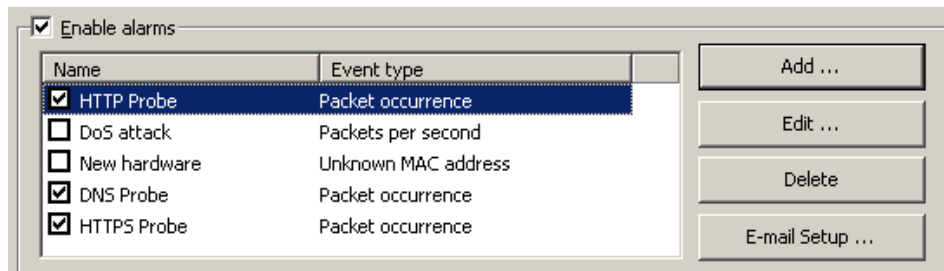 Enable alarms
Name Event type
HTTP Probe Packet occurrence
DoS attack Packets per second
New hardware Unknown MAC address
DNS Probe Packet occurrence
HTTPS Probe Packet occurrence
Add ...
Edit ...
Delete
E-mail Setup ...